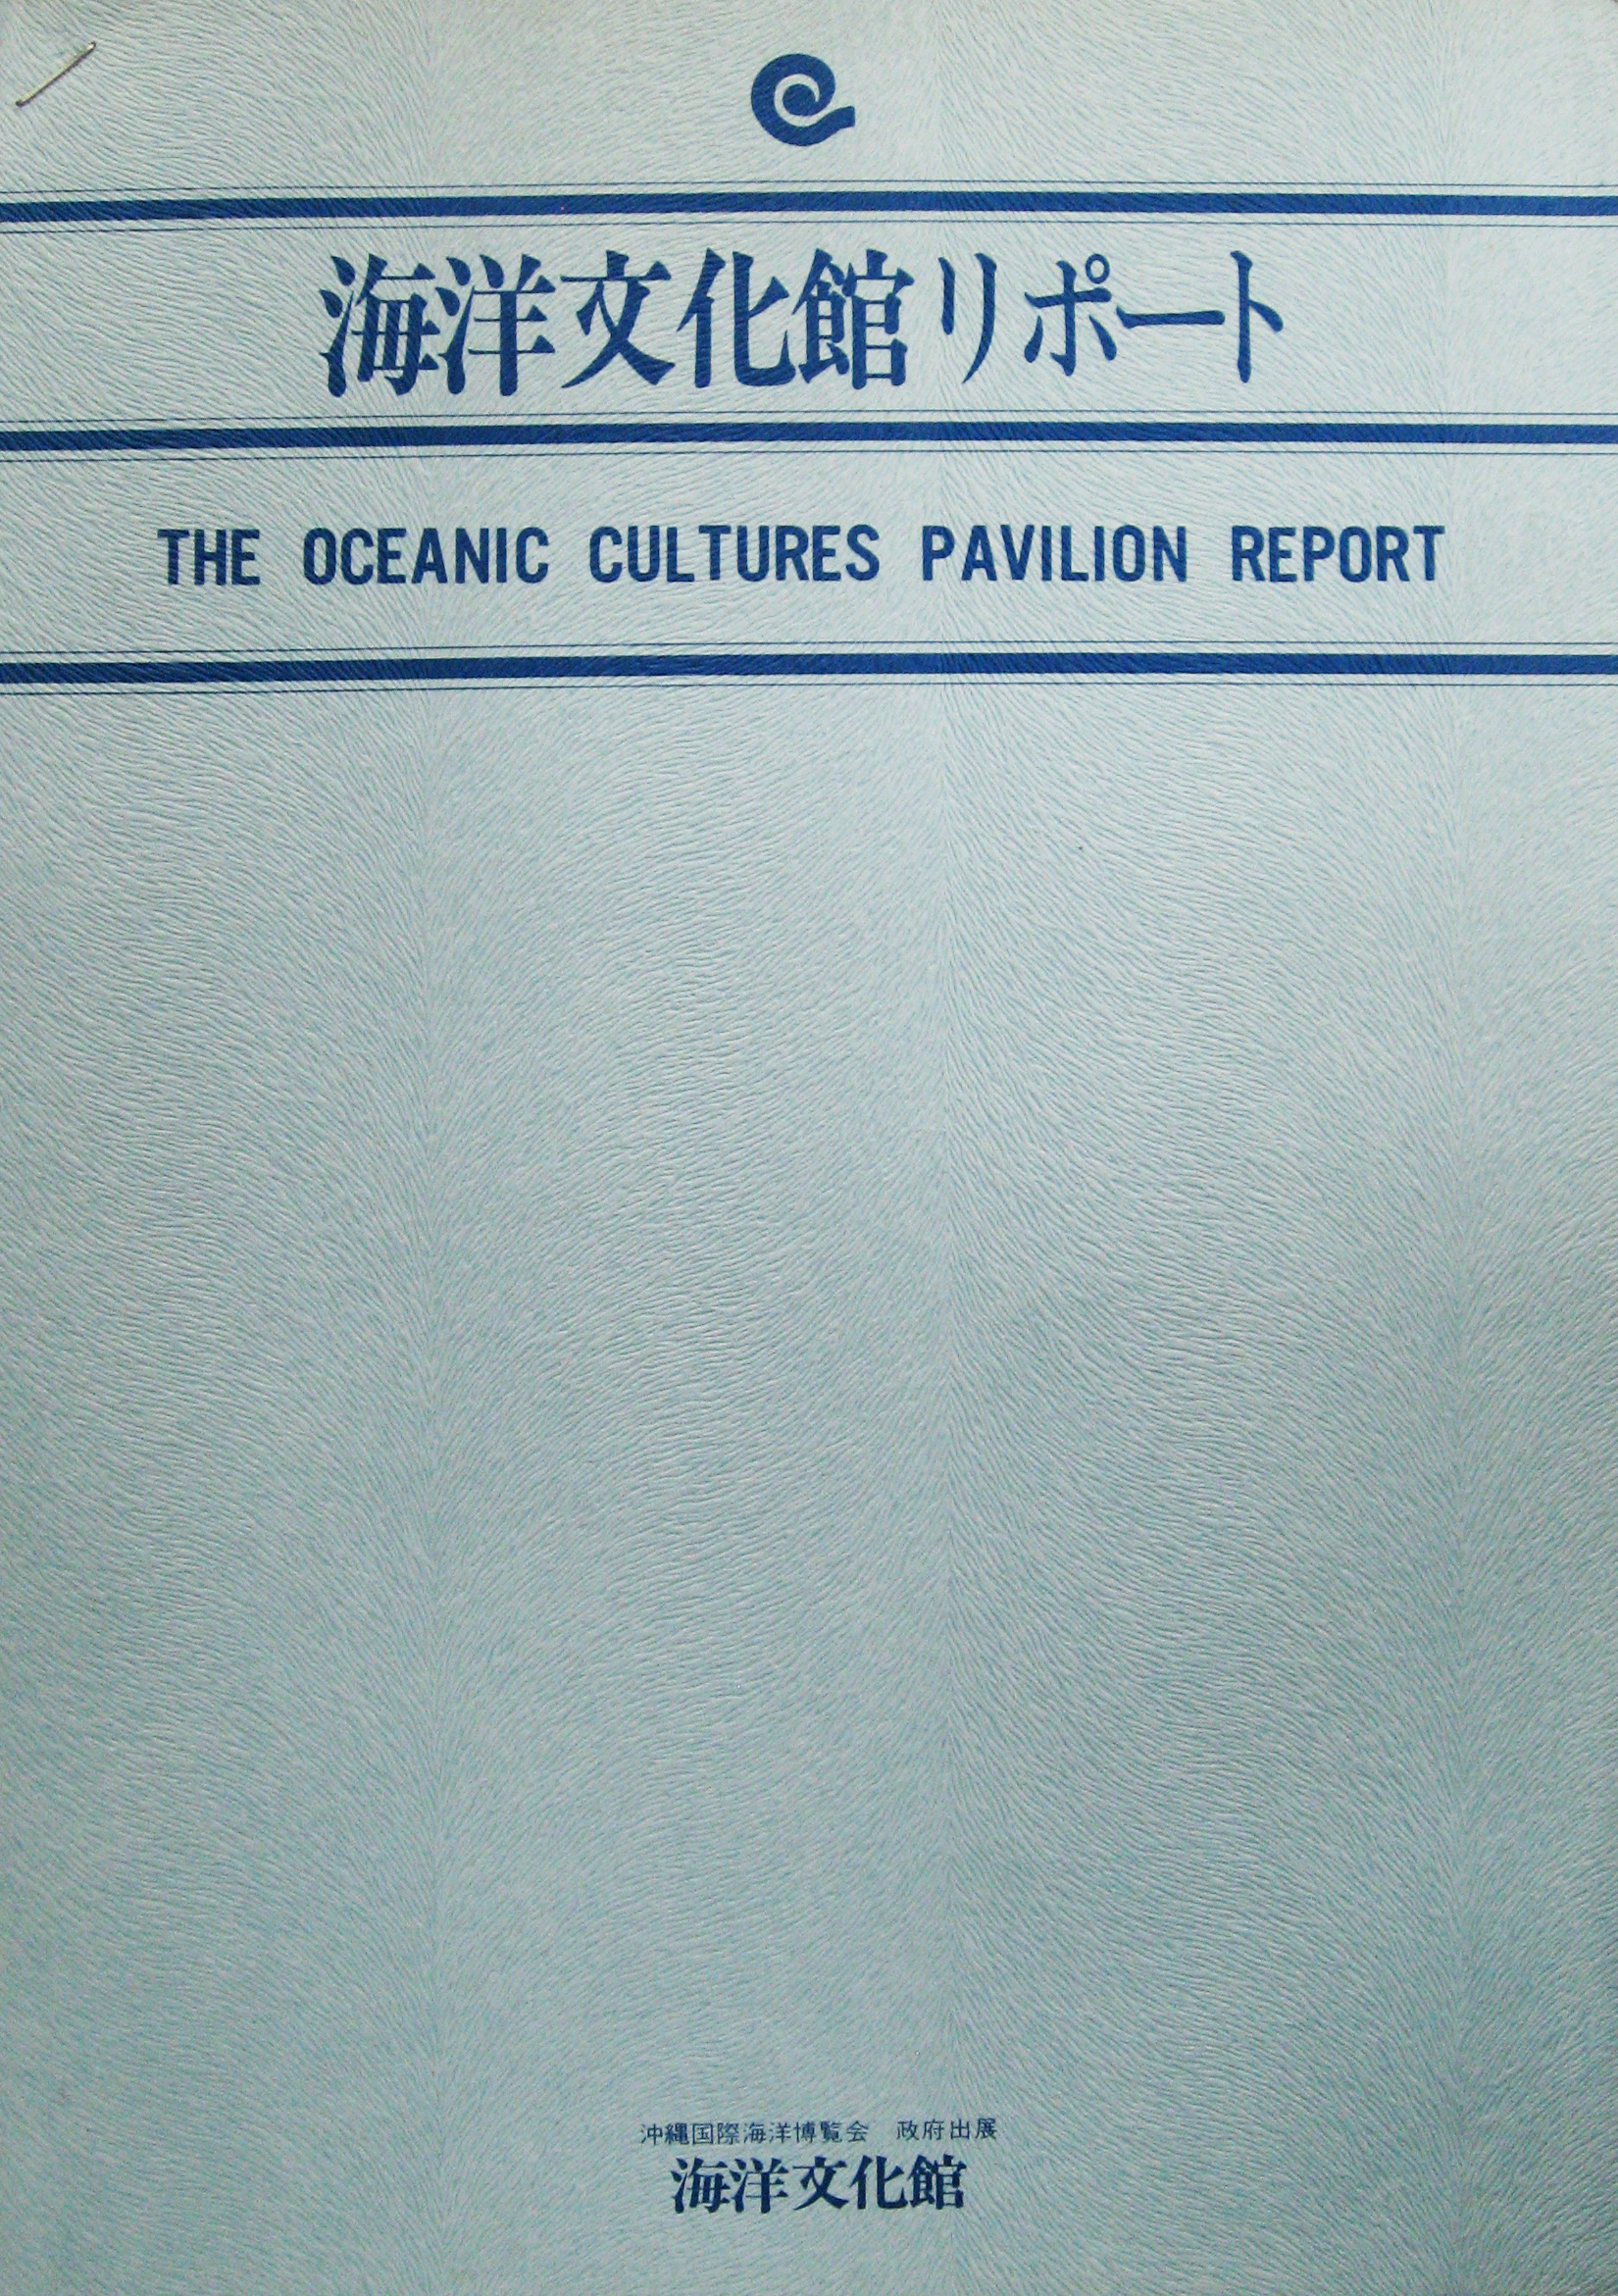 海洋文化館リポート
THE OCEANIC CULTURES PAVILION REPORT
沖縄国際海洋博覧会　政府出展
海洋文化館